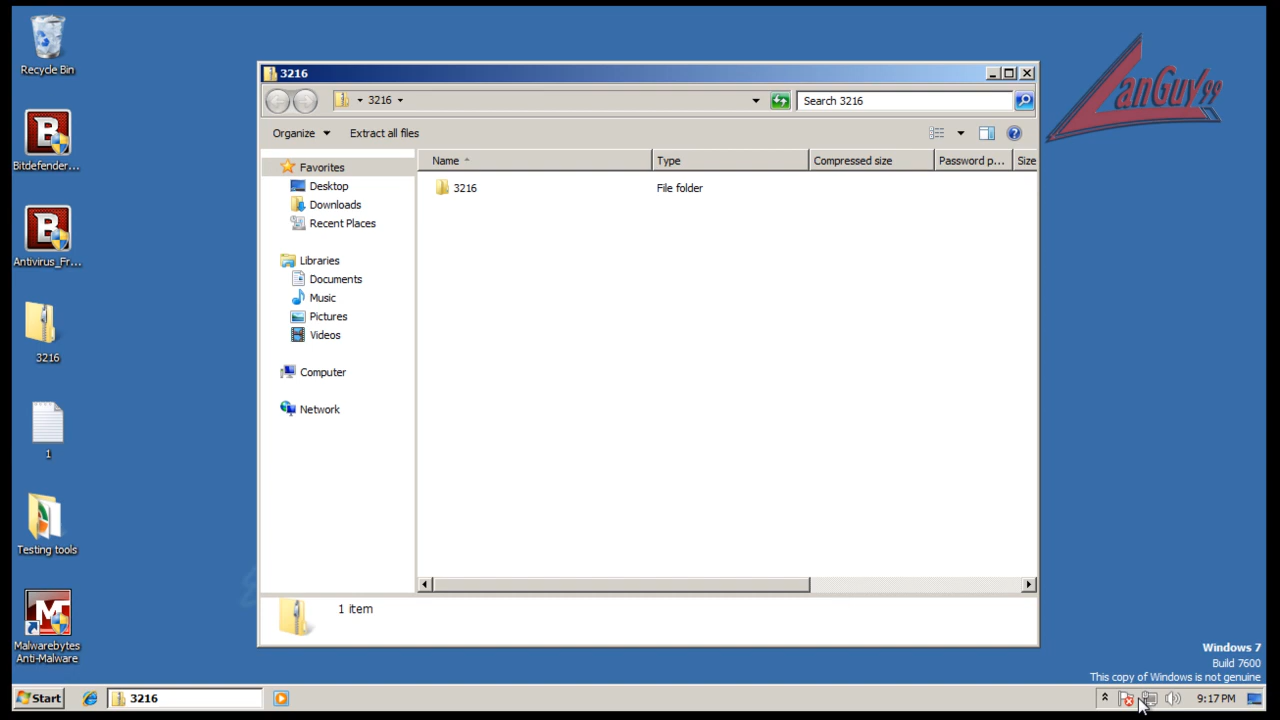 Recycle Bin
Bitdefender...
Antivirus_Fr...
3216
1
Testing tools
Malwarebytes
Anti-Malware
3216
3216
Search 3216
Organize
Extract all files
Favorites
Desktop
Downloads
Recent Places
Libraries
Documents
Music
Pictures
Videos
Computer
Network
Name
Type
Compressed size
Password p...
Size
3216
File folder
1 item
LanGuy99
Windows 7
Build 7600
This copy of Windows is not genuine
Start
3216
9:17 PM